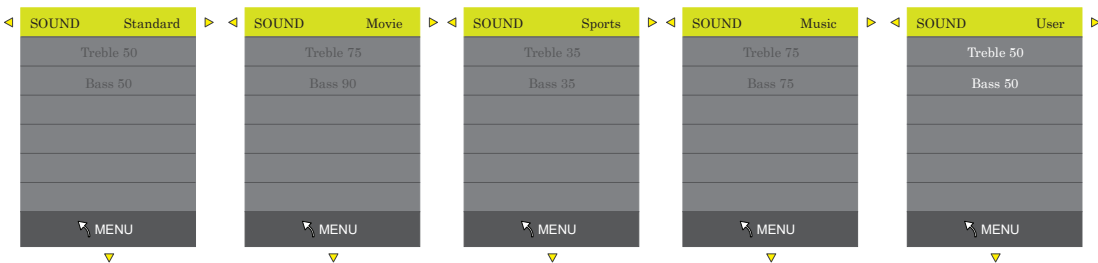 SOUND Standard
Treble 50
Bass 50
MENU
SOUND Movie
Treble 75
Bass 90
MENU
SOUND Sports
Treble 35
Bass 35
MENU
SOUND Music
Treble 75
Bass 75
MENU
SOUND User
Treble 50
Bass 50
MENU